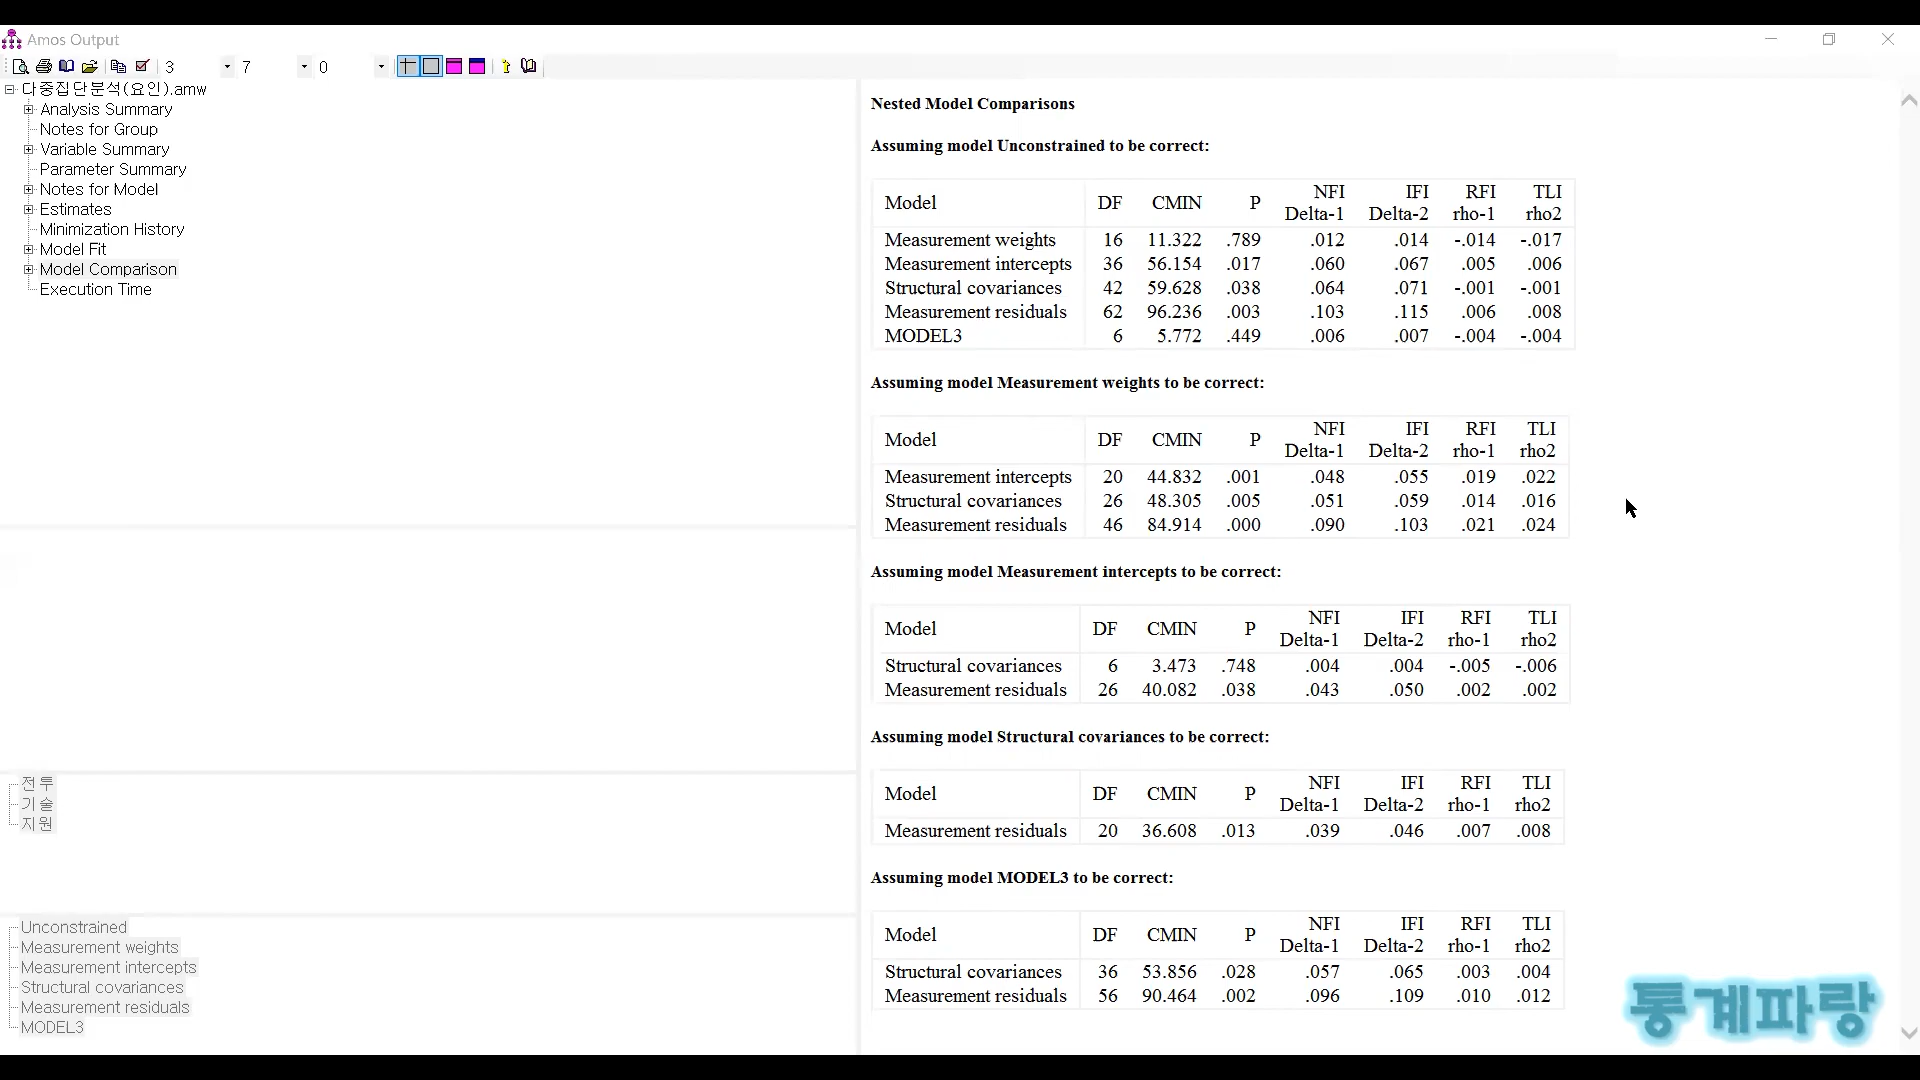 Amos Output
3 7 0
다중집단분석(요인).amw
Analysis Summary
Notes for Group
Variable Summary
Parameter Summary
Notes for Model
Estimates
Minimization History
Model Fit
Model Comparison
Execution Time
전투
기술
지원
Unconstrained
Measurement weights
Measurement intercepts
Structural covariances
Measurement residuals
MODEL3
Nested Model Comparisons
Assuming model Unconstrained to be correct:
Model DF CMIN P NFI Delta-1 IFI Delta-2 RFI rho-1 TLI rho2
Measurement weights 16 11.322 .789 .012 .014 -.014 -.017
Measurement intercepts 36 56.154 .017 .060 .067 .005 .006
Structural covariances 42 59.628 .038 .064 .071 -.001 -.001
Measurement residuals 62 96.236 .003 .103 .115 .006 .008
MODEL3 6 5.772 .449 .006 .007 -.004 -.004
Assuming model Measurement weights to be correct:
Model DF CMIN P NFI Delta-1 IFI Delta-2 RFI rho-1 TLI rho2
Measurement intercepts 20 44.832 .001 .048 .055 .019 .022
Structural covariances 26 48.305 .005 .051 .059 .014 .016
Measurement residuals 46 84.914 .000 .090 .103 .021 .024
Assuming model Measurement intercepts to be correct:
Model DF CMIN P NFI Delta-1 IFI Delta-2 RFI rho-1 TLI rho2
Structural covariances 6 3.473 .748 .004 .004 -.005 -.006
Measurement residuals 26 40.082 .038 .043 .050 .002 .002
Assuming model Structural covariances to be correct:
Model DF CMIN P NFI Delta-1 IFI Delta-2 RFI rho-1 TLI rho2
Measurement residuals 20 36.608 .013 .039 .046 .007 .008
Assuming model MODEL3 to be correct:
Model DF CMIN P NFI Delta-1 IFI Delta-2 RFI rho-1 TLI rho2
Structural covariances 36 53.856 .028 .057 .065 .003 .004
Measurement residuals 56 90.464 .002 .096 .109 .010 .012
통계파랑